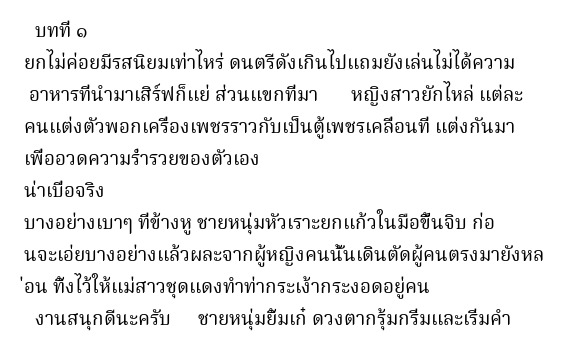 บทที่ ๑
ยกไม่ค่อยมีรสนิยมเท่าไหร่ ดนตรีดังเกินไปแถมยังเล่นไม่ได้ความ
อาหารที่นำมาเสิร์ฟก็แย่ ส่วนแขกที่มา หญิงสาวยักไหล่ แต่ละ
คนแต่งตัวพอกเครื่องเพชรราวกับเป็นตู้เพชรเคลื่อนที่ แต่งกันมา
เพื่ออวดความร่ำรวยของตัวเอง
น่าเบื่อจริง
บางอย่างเบาๆ ที่ข้างหู ชายหนุ่มหัวเราะยกแก้วในมือขึ้นจิบ ก่อ
นจะเอ่ยบางอย่างแล้วผละจากผู้หญิงคนนั้นเดินตัดผู้คนตรงมายังหล
่อน ทิ้งไว้ให้แม่สาวชุดแดงทำท่ากระเง้ากระงอดอยู่คน
งานสนุกดีนะครับ ชายหนุ่มยิ้มเก๋ ดวงตากรุ้มกริ่มและเริ่มคำ